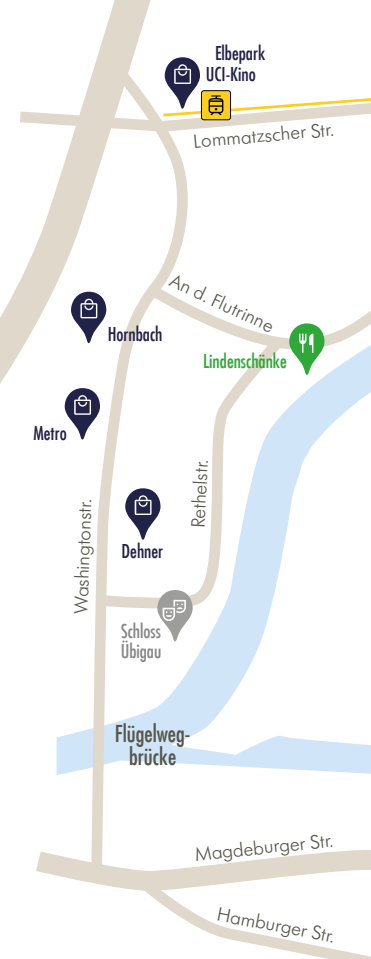 Elbepark
UCI-Kino
Lommatzscher Str.
An d. Flutrinne
Hornbach
Lindenschänke
Metro
Rethelstr.
Washingtonstr.
Dehner
Schloss
Übigau
Flügelweg-
brücke
Magdeburger Str.
Hamburger Str.